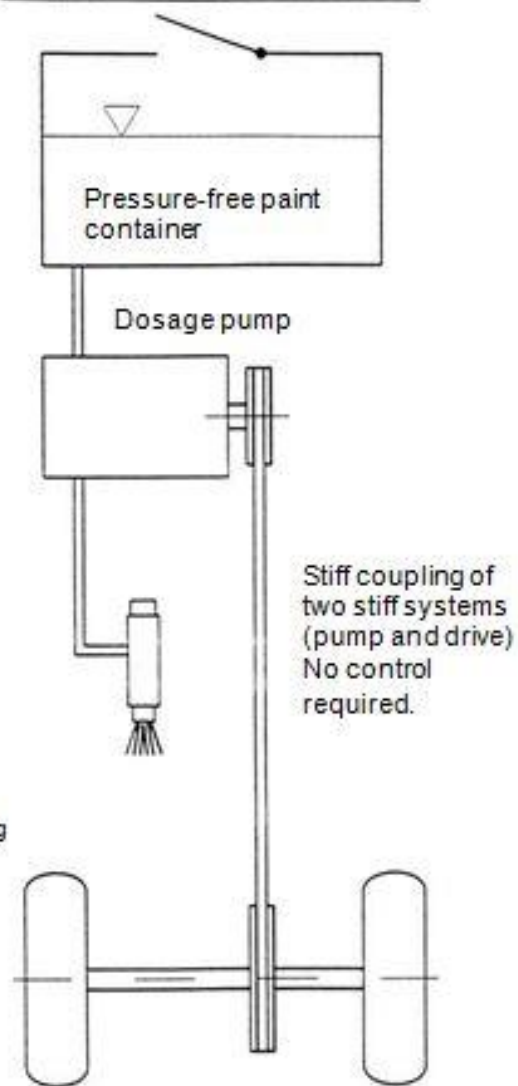 Pressure-free paint
container
Dosage pump
Stiff coupling of
two stiff systems
(pump and drive)
No control
required.
g